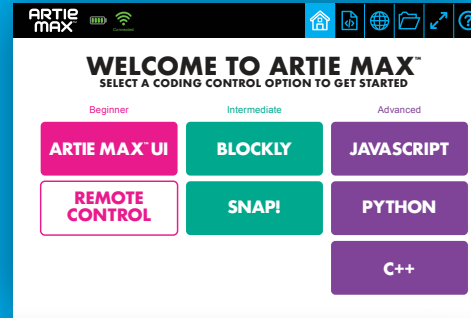 ARTIE
MAX™
Connected
WELCOME TO ARTIE MAX™
SELECT A CODING CONTROL OPTION TO GET STARTED
Beginner
Intermediate
Advanced
ARTIE MAX™ UI
BLOCKLY
JAVASCRIPT
REMOTE
CONTROL
SNAP!
PYTHON
C++